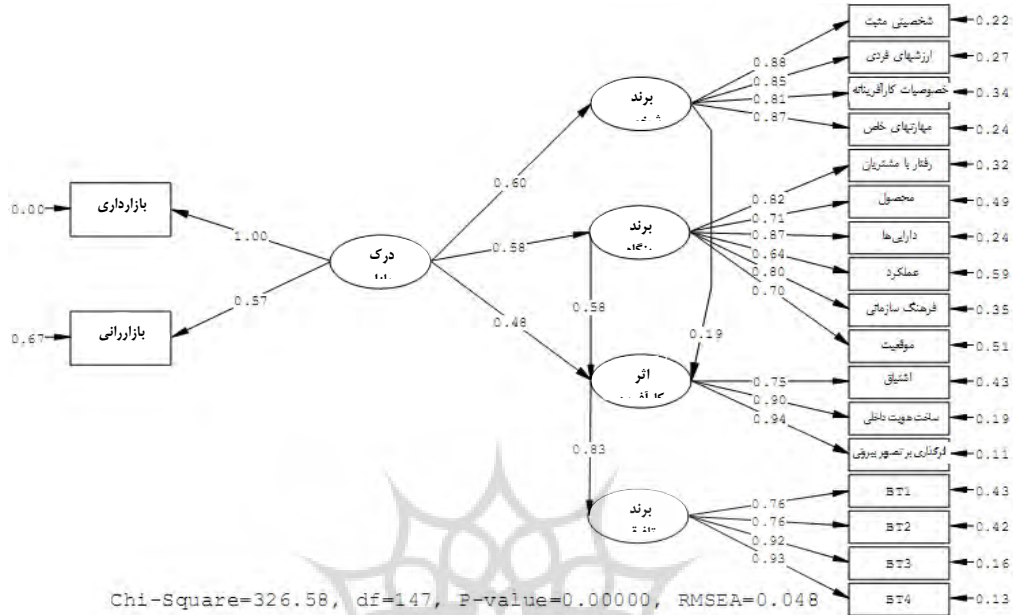 شخصیتی مثبت
0.22
ارزشهای فردی
0.27
خصوصیات کارآفرینانه
0.34
مهارتهای خاص
0.24
رفتار با مشتریان
0.32
محصول
0.49
دارایی‌ها
0.24
عملکرد
0.59
فرهنگ سازمانی
0.35
موقعیت
0.51
اشتیاق
0.43
ساخت هویت داخلی
0.19
اثرگذاری بر تصویر بیرونی
0.11
BT1
0.43
BT2
0.42
BT3
0.16
BT4
0.13
برند
0.88
0.85
0.81
0.87
برند
0.82
0.71
0.87
0.64
0.80
0.70
اثر
0.75
0.90
0.94
برند
0.76
0.76
0.92
0.93
0.60
0.58
0.48
0.58
0.19
0.83
درک
1.00
0.57
بازارداری
0.00
بازاررانی
0.67
Chi-Square=326.58, df=147, P-value=0.00000, RMSEA=0.048